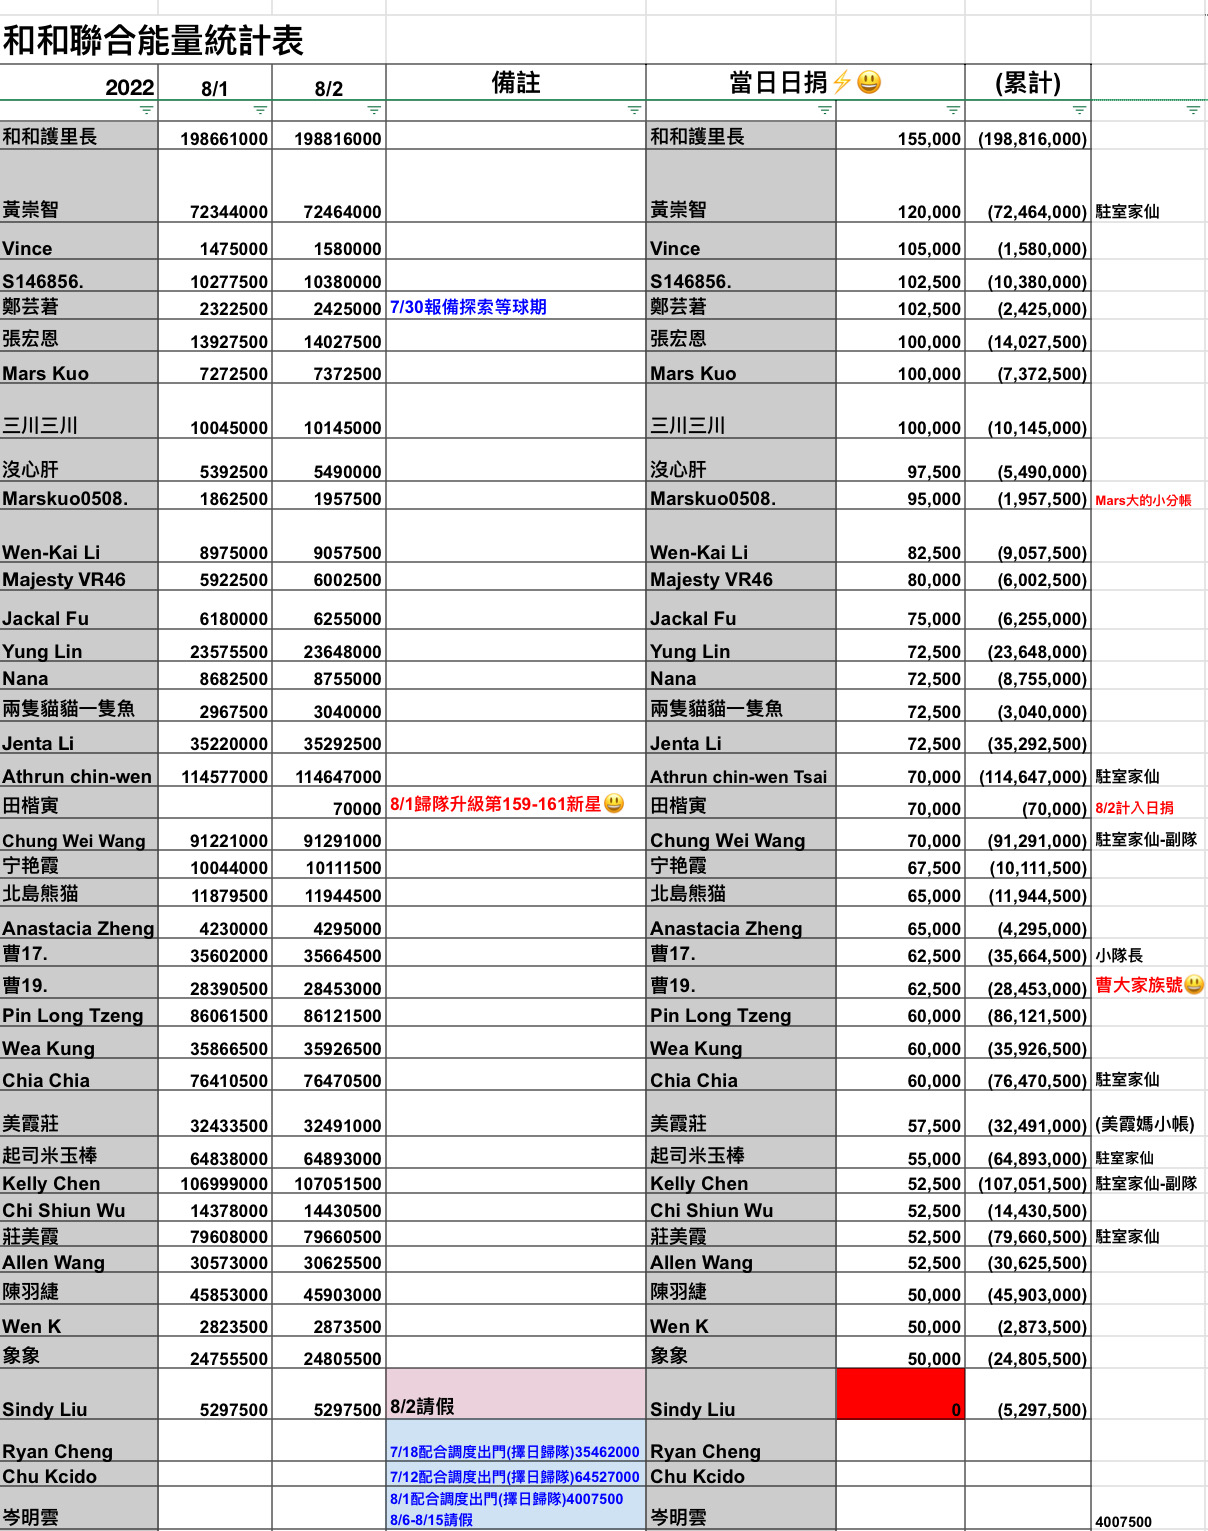 和和聯合能量統計表
2022 8/1 8/2 備註 當日日捐⚡😃 (累計)
和和護里長 198661000 198816000 和和護里長 155,000 (198,816,000)
黃崇智 72344000 72464000 黃崇智 120,000 (72,464,000) 駐室家仙
Vince 1475000 1580000 Vince 105,000 (1,580,000)
S146856. 10277500 10380000 S146856. 102,500 (10,380,000)
鄭芸莙 2322500 2425000 7/30報備探索等球期 鄭芸莙 102,500 (2,425,000)
張宏恩 13927500 14027500 張宏恩 100,000 (14,027,500)
Mars Kuo 7272500 7372500 Mars Kuo 100,000 (7,372,500)
三川三川 10045000 10145000 三川三川 100,000 (10,145,000)
沒心肝 5392500 5490000 沒心肝 97,500 (5,490,000)
Marskuo0508. 1862500 1957500 Marskuo0508. 95,000 (1,957,500) Mars大的小分帳
Wen-Kai Li 8975000 9057500 Wen-Kai Li 82,500 (9,057,500)
Majesty VR46 5922500 6002500 Majesty VR46 80,000 (6,002,500)
Jackal Fu 6180000 6255000 Jackal Fu 75,000 (6,255,000)
Yung Lin 23575500 23648000 Yung Lin 72,500 (23,648,000)
Nana 8682500 8755000 Nana 72,500 (8,755,000)
兩隻貓貓一隻魚 2967500 3040000 兩隻貓貓一隻魚 72,500 (3,040,000)
Jenta Li 35220000 35292500 Jenta Li 72,500 (35,292,500)
Athrun chin-wen 114577000 114647000 Athrun chin-wen Tsai 70,000 (114,647,000) 駐室家仙
田楷寅 70000 8/1歸隊升級第159-161新星😃 田楷寅 70,000 (70,000) 8/2計入日捐
Chung Wei Wang 91221000 91291000 Chung Wei Wang 70,000 (91,291,000) 駐室家仙-副隊
宁艳霞 10044000 10111500 宁艳霞 67,500 (10,111,500)
北島熊猫 11879500 11944500 北島熊猫 65,000 (11,944,500)
Anastacia Zheng 4230000 4295000 Anastacia Zheng 65,000 (4,295,000)
曹17. 35602000 35664500 曹17. 62,500 (35,664,500) 小隊長
曹19. 28390500 28453000 曹19. 62,500 (28,453,000) 曹大家族號😃
Pin Long Tzeng 86061500 86121500 Pin Long Tzeng 60,000 (86,121,500)
Wea Kung 35866500 35926500 Wea Kung 60,000 (35,926,500)
Chia Chia 76410500 76470500 Chia Chia 60,000 (76,470,500) 駐室家仙
美霞莊 32433500 32491000 美霞莊 57,500 (32,491,000) (美霞媽小帳)
起司米玉棒 64838000 64893000 起司米玉棒 55,000 (64,893,000) 駐室家仙
Kelly Chen 106999000 107051500 Kelly Chen 52,500 (107,051,500) 駐室家仙-副隊
Chi Shiun Wu 14378000 14430500 Chi Shiun Wu 52,500 (14,430,500)
莊美霞 79608000 79660500 莊美霞 52,500 (79,660,500) 駐室家仙
Allen Wang 30573000 30625500 Allen Wang 52,500 (30,625,500)
陳羽緁 45853000 45903000 陳羽緁 50,000 (45,903,000)
Wen K 2823500 2873500 Wen K 50,000 (2,873,500)
象象 24755500 24805500 象象 50,000 (24,805,500)
Sindy Liu 5297500 5297500 8/2請假 Sindy Liu 0 (5,297,500)
Ryan Cheng 7/18配合調度出門(擇日歸隊)35462000 Ryan Cheng
Chu Kcido 7/12配合調度出門(擇日歸隊)64527000 Chu Kcido
8/1配合調度出門(擇日歸隊)4007500
岑明雲 8/6-8/15請假 岑明雲 4007500